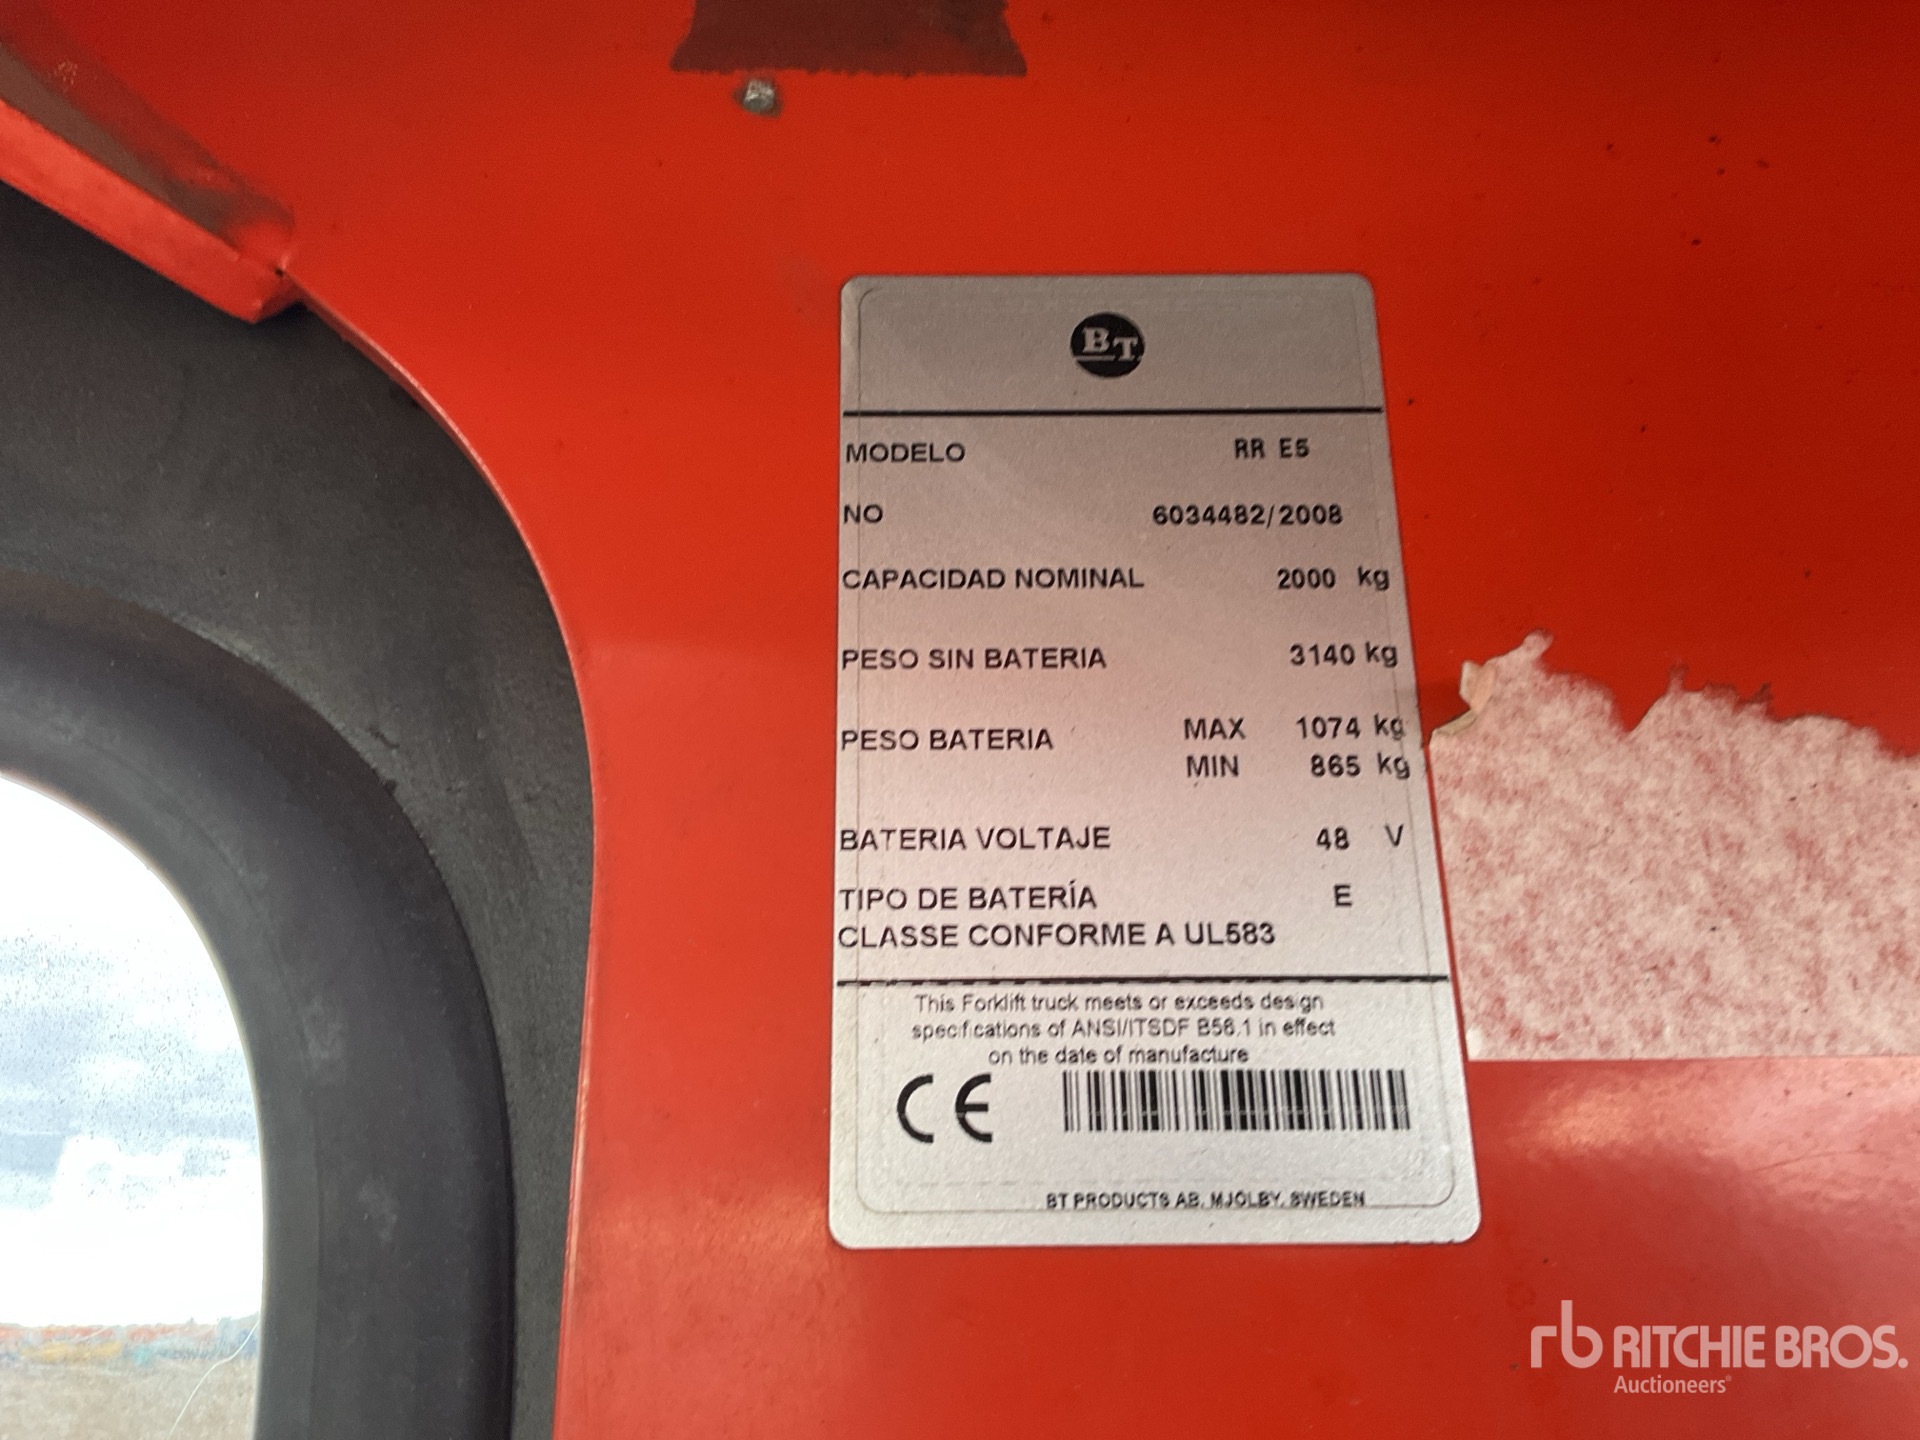 BT
MODELO RR E5
NO 6034482/2008
CAPACIDAD NOMINAL 2000 kg
PESO SIN BATERIA 3140 kg
PESO BATERIA MAX 1074 kg
MIN 865 kg
BATERIA VOLTAJE 48 V
TIPO DE BATERÍA E
CLASSE CONFORME A UL583
This Forklift truck meets or exceeds design
specifications of ANSI/ITSDF B56.1 in effect
on the date of manufacture
CE
BT PRODUCTS AB, MJOLBY, SWEDEN
rb RITCHIE BROS.
Auctioneers